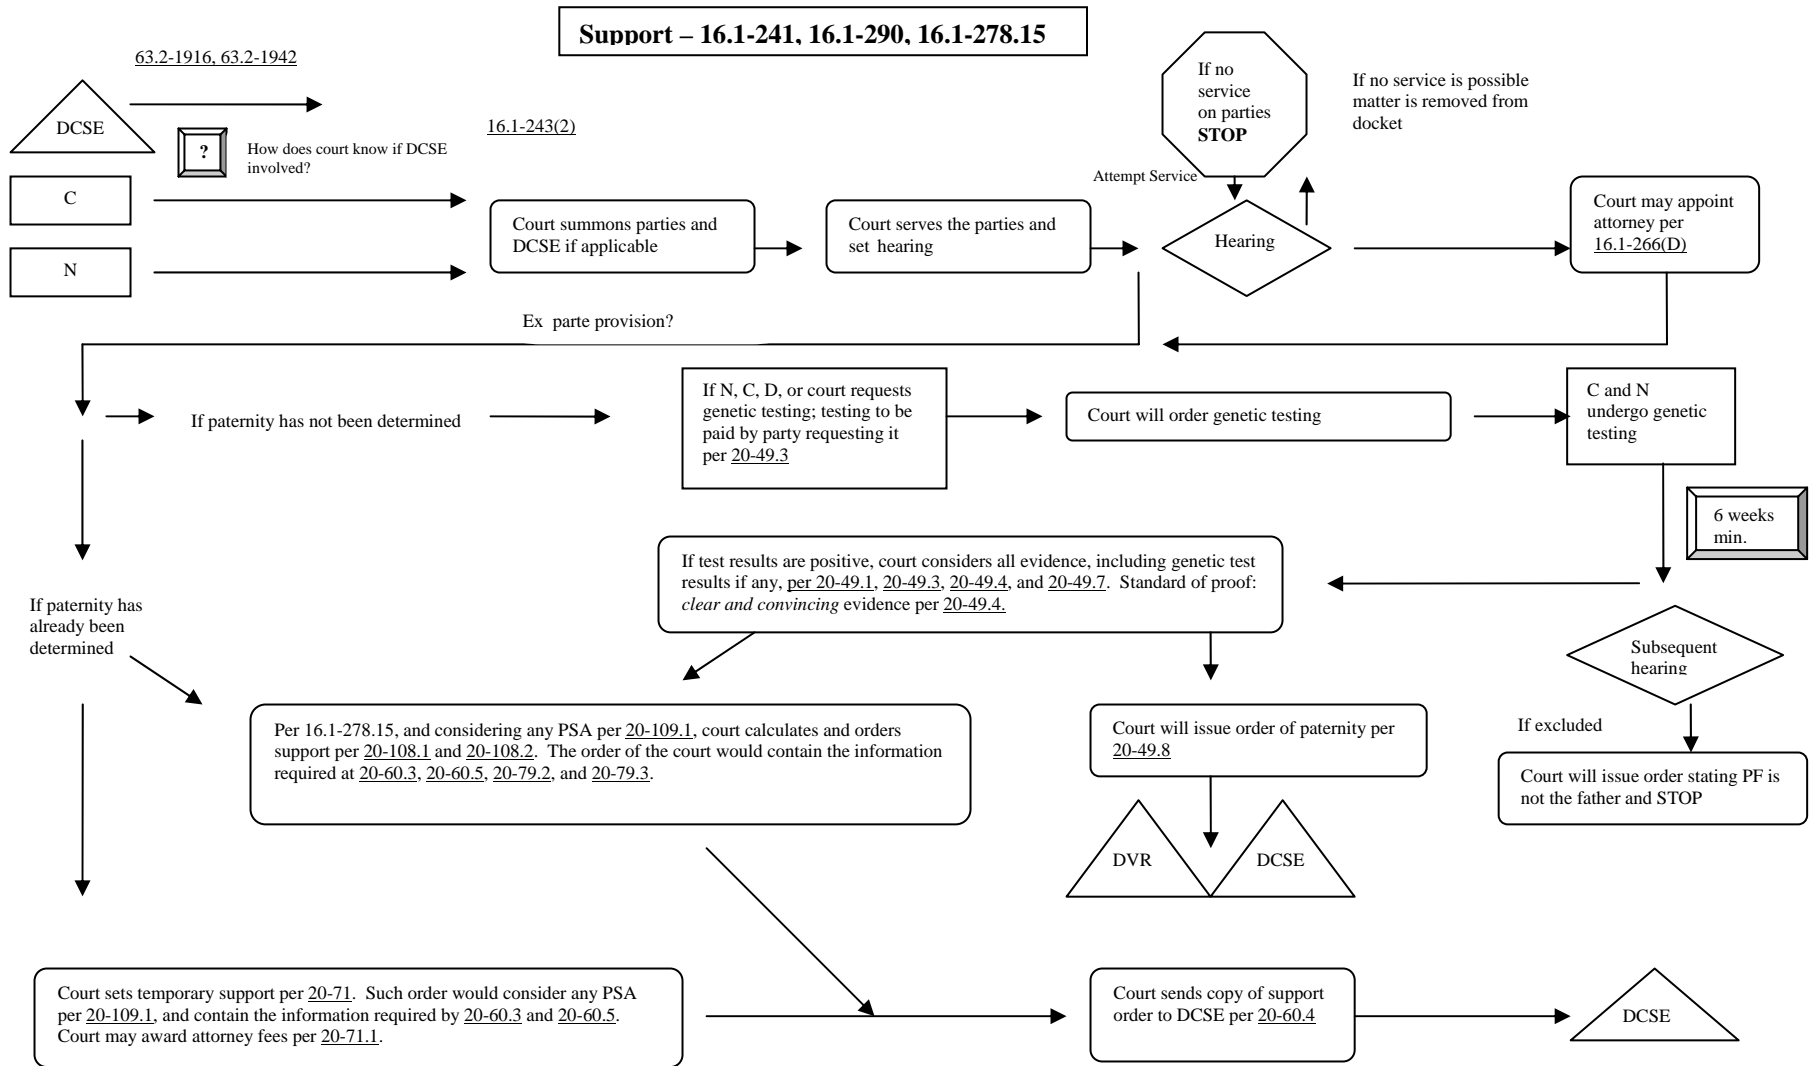 Support – 16.1-241, 16.1-290, 16.1-278.15
63.2-1916, 63.2-1942
DCSE
?
How does court know if DCSE
involved?
16.1-243(2)
C
N
Court summons parties and
DCSE if applicable
Court serves the parties and
set hearing
If no
service
on parties
STOP
If no service is possible
matter is removed from
docket
Attempt Service
Hearing
Court may appoint
attorney per
16.1-266(D)
Ex parte provision?
If paternity has not been determined
If N, C, D, or court requests
genetic testing; testing to be
paid by party requesting it
per 20-49.3
Court will order genetic testing
C and N
undergo genetic
testing
6 weeks
min.
If test results are positive, court considers all evidence, including genetic test
results if any, per 20-49.1, 20-49.3, 20-49.4, and 20-49.7. Standard of proof:
clear and convincing evidence per 20-49.4.
If paternity has
already been
determined
Subsequent
hearing
If excluded
Court will issue order stating PF is
not the father and STOP
Per 16.1-278.15, and considering any PSA per 20-109.1, court calculates and orders
support per 20-108.1 and 20-108.2. The order of the court would contain the information
required at 20-60.3, 20-60.5, 20-79.2, and 20-79.3.
Court will issue order of paternity per
20-49.8
DVR
DCSE
Court sets temporary support per 20-71. Such order would consider any PSA
per 20-109.1, and contain the information required by 20-60.3 and 20-60.5.
Court may award attorney fees per 20-71.1.
Court sends copy of support
order to DCSE per 20-60.4
DCSE